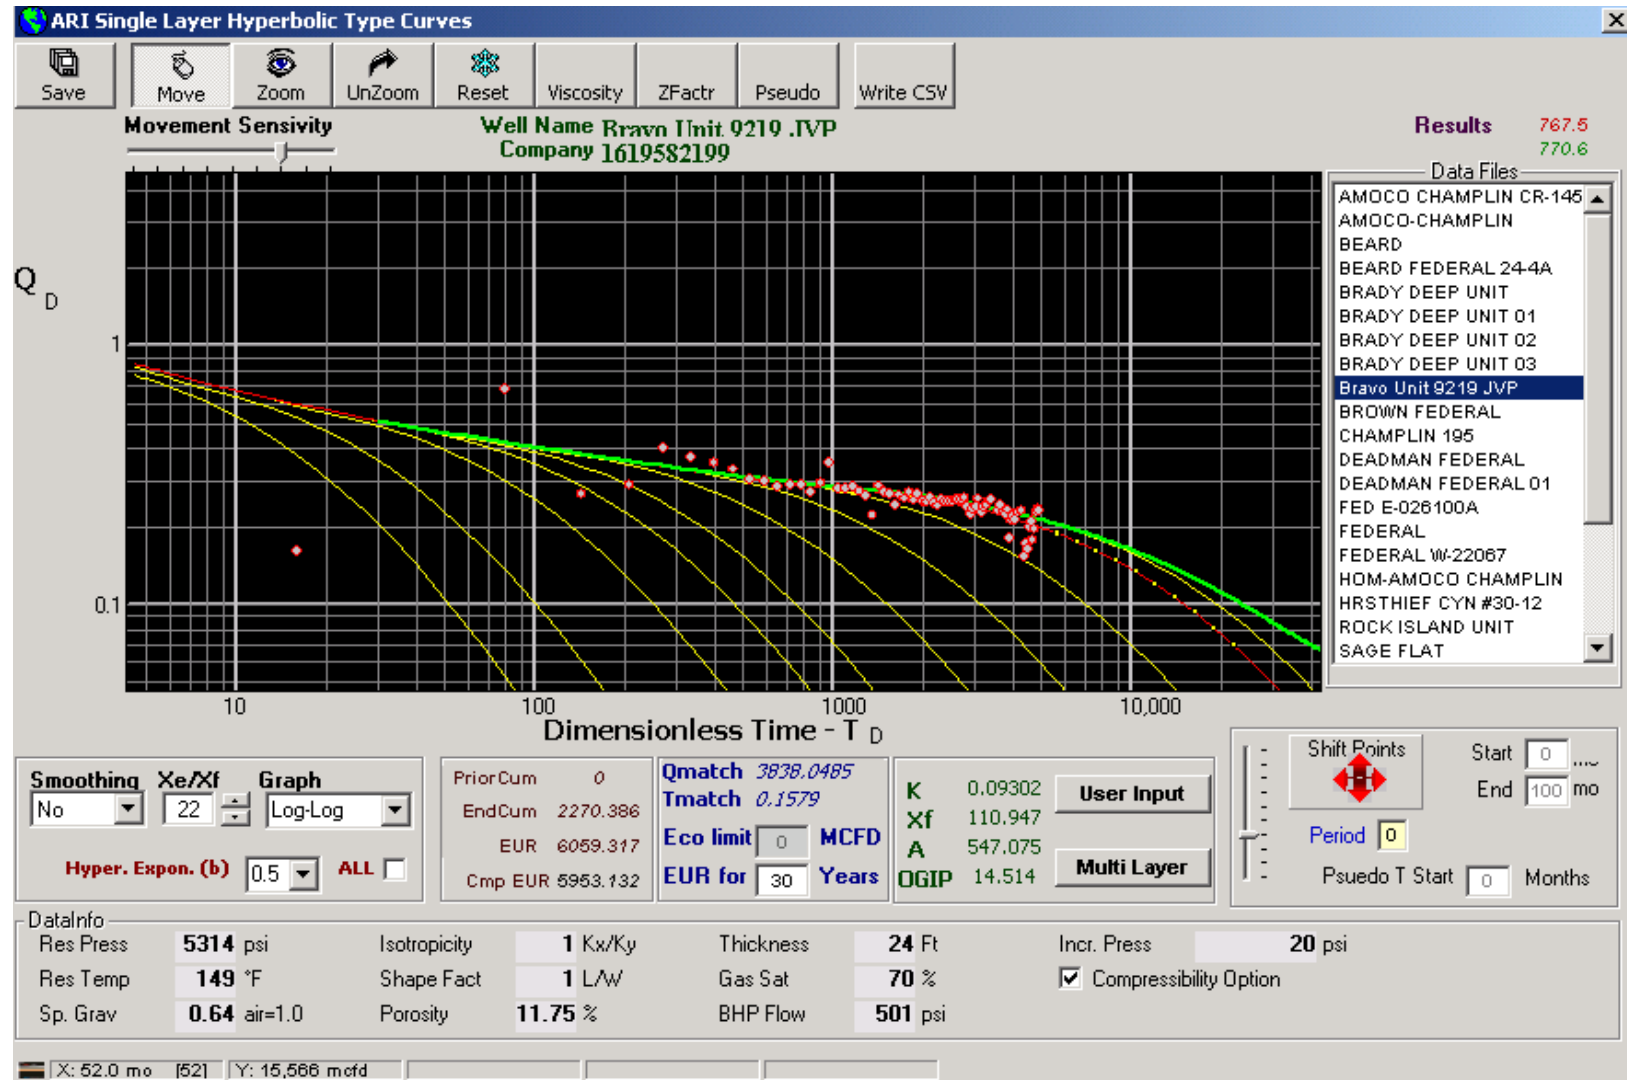 ARI Single Layer Hyperbolic Type Curves
Save Move Zoom UnZoom Reset Viscosity ZFactr Pseudo Write CSV
Movement Sensivity
Well Name Bravo Unit 9219 JVP
Company 1619582199
Results 767.5
770.6
Data Files
AMOCO CHAMPLIN CR-145
AMOCO-CHAMPLIN
BEARD
BEARD FEDERAL 24-4A
BRADY DEEP UNIT
BRADY DEEP UNIT 01
BRADY DEEP UNIT 02
BRADY DEEP UNIT 03
Bravo Unit 9219 JVP
BROWN FEDERAL
CHAMPLIN 195
DEADMAN FEDERAL
DEADMAN FEDERAL 01
FED E-026100A
FEDERAL
FEDERAL W-22067
HOM-AMOCO CHAMPLIN
HRSTHIEF CYN #30-12
ROCK ISLAND UNIT
SAGE FLAT
Q D
1
0.1
10 100 1000 10,000
Dimensionless Time - T D
Smoothing Xe/Xf Graph
No 22 Log-Log
Hyper. Expon. (b) 0.5 ALL
PriorCum 0
EndCum 2270.386
EUR 6059.317
Cmp EUR 5953.132
Qmatch 3838.0485
Tmatch 0.1579
Eco limit 0 MCFD
EUR for 30 Years
K 0.09302
Xf 110.947
A 547.075
OGIP 14.514
User Input
Multi Layer
Shift Points
Start 0
End 100 mo
Period 0
Psuedo T Start 0 Months
DataInfo
Res Press 5314 psi Isotropicity 1 Kx/Ky Thickness 24 Ft Incr. Press 20 psi
Res Temp 149 °F Shape Fact 1 L/W Gas Sat 70 % Compressibility Option
Sp. Grav 0.64 air=1.0 Porosity 11.75 % BHP Flow 501 psi
X: 52.0 mo [52] Y: 15,566 mcfd